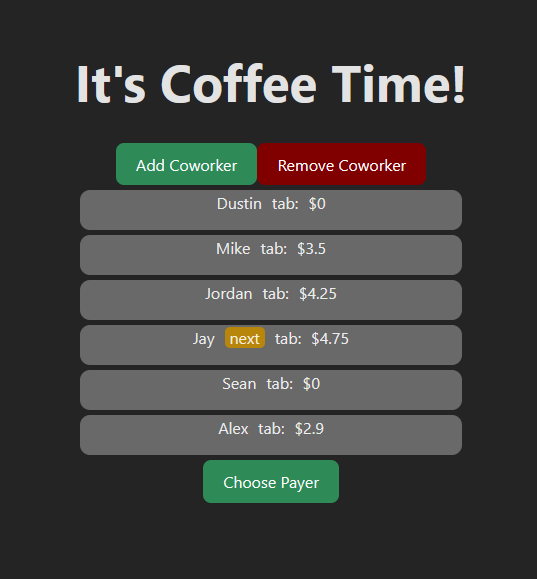 It's Coffee Time!
Add Coworker Remove Coworker
Dustin tab: $0
Mike tab: $3.5
Jordan tab: $4.25
Jay next tab: $4.75
Sean tab: $0
Alex tab: $2.9
Choose Payer